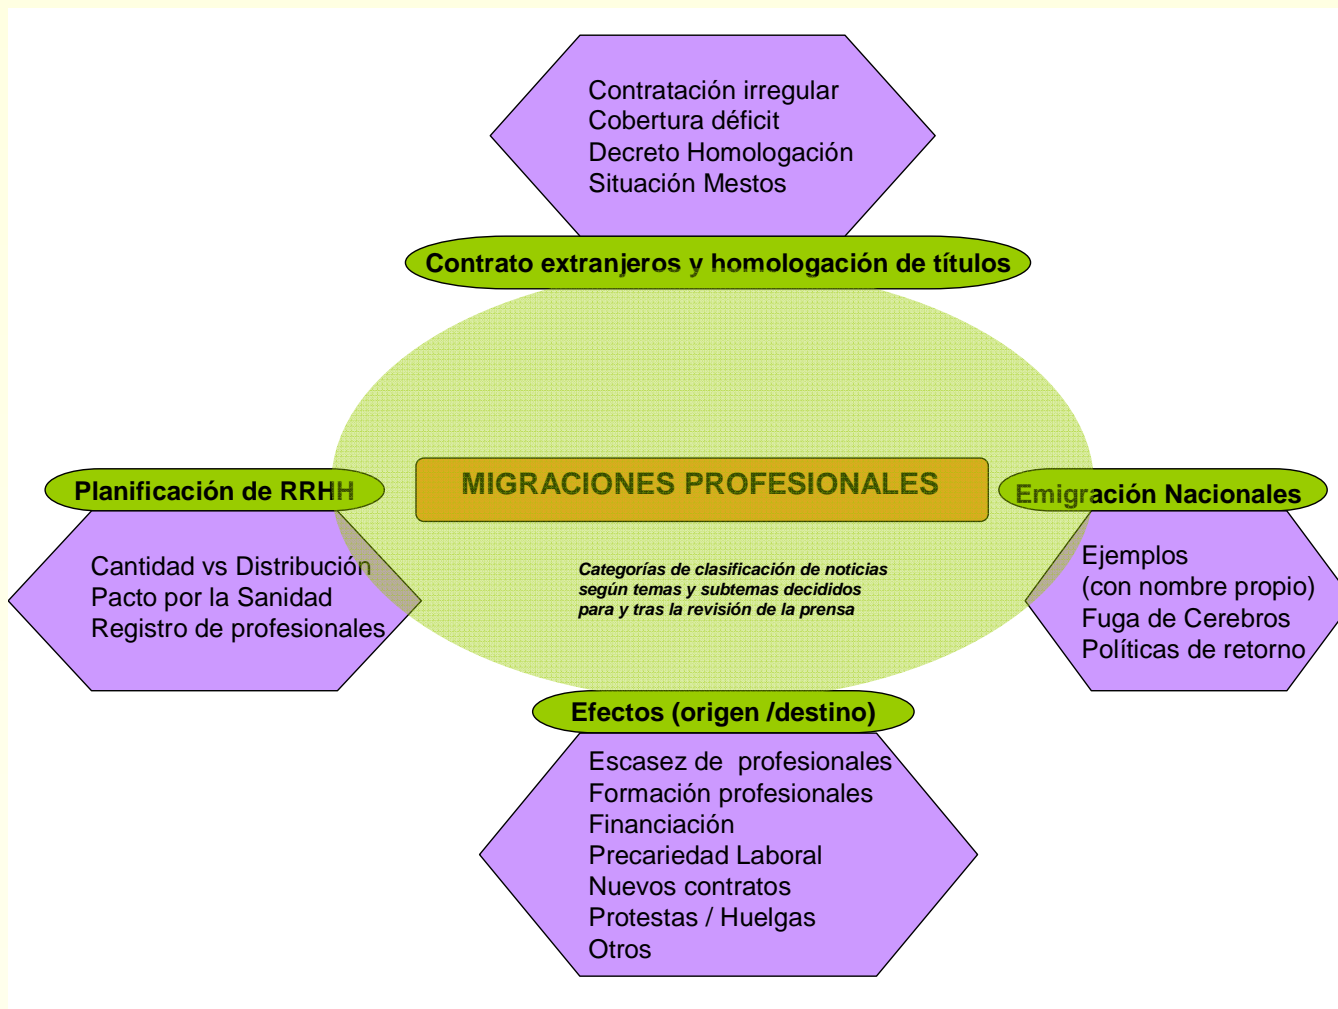 Contratación irregular
Cobertura déficit
Decreto Homologación
Situación Mestos
Contrato extranjeros y homologación de títulos
MIGRACIONES PROFESIONALES
Categorías de clasificación de noticias
según temas y subtemas decididos
para y tras la revisión de la prensa
Planificación de RRHH
Cantidad vs Distribución
Pacto por la Sanidad
Registro de profesionales
Emigración Nacionales
Ejemplos
(con nombre propio)
Fuga de Cerebros
Políticas de retorno
Efectos (origen /destino)
Escasez de  profesionales
Formación profesionales
Financiación
Precariedad Laboral
Nuevos contratos
Protestas / Huelgas
Otros